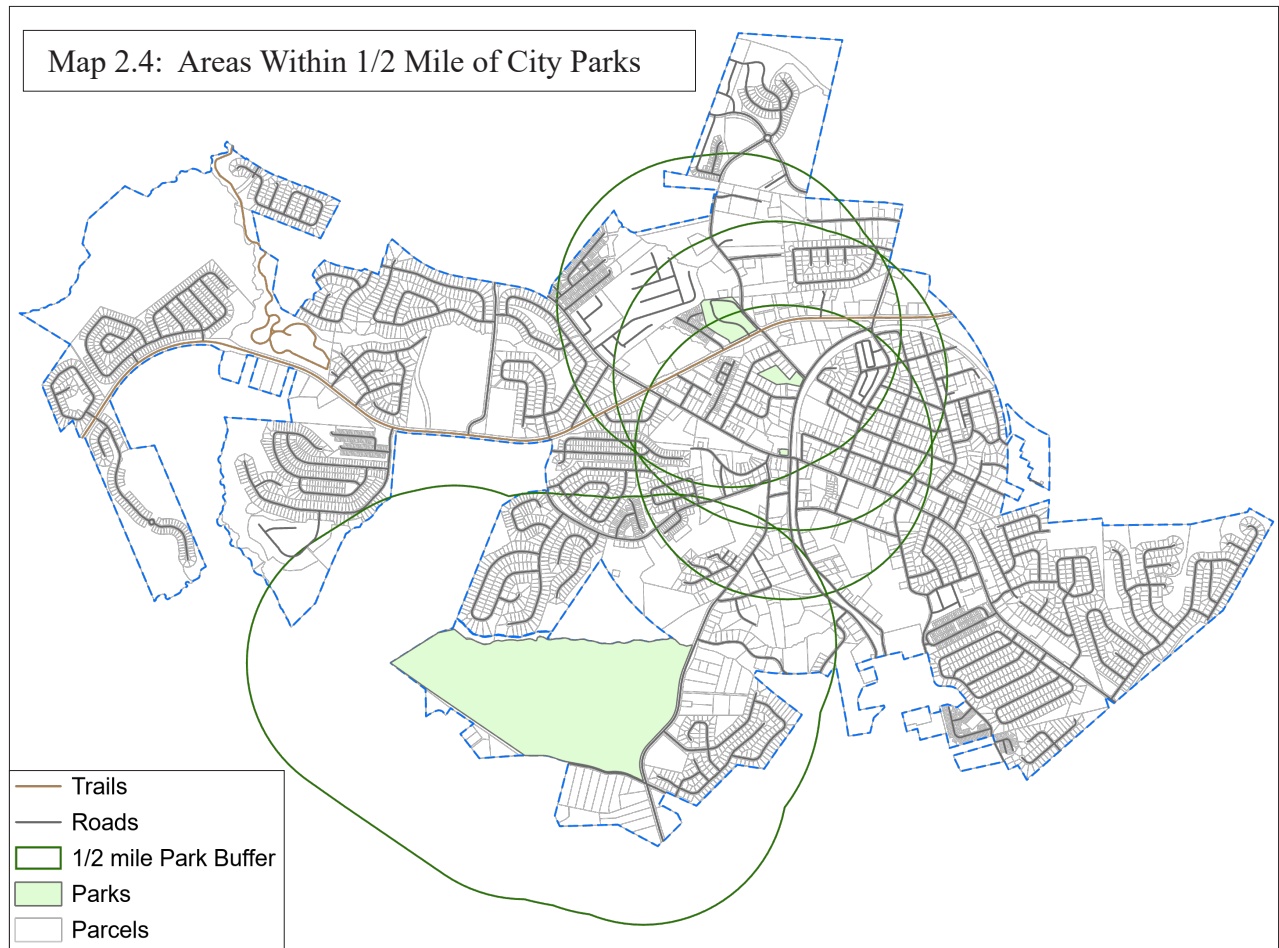 Map 2.4: Areas Within 1/2 Mile of City Parks
Trails
Roads
1/2 mile Park Buffer
Parks
Parcels